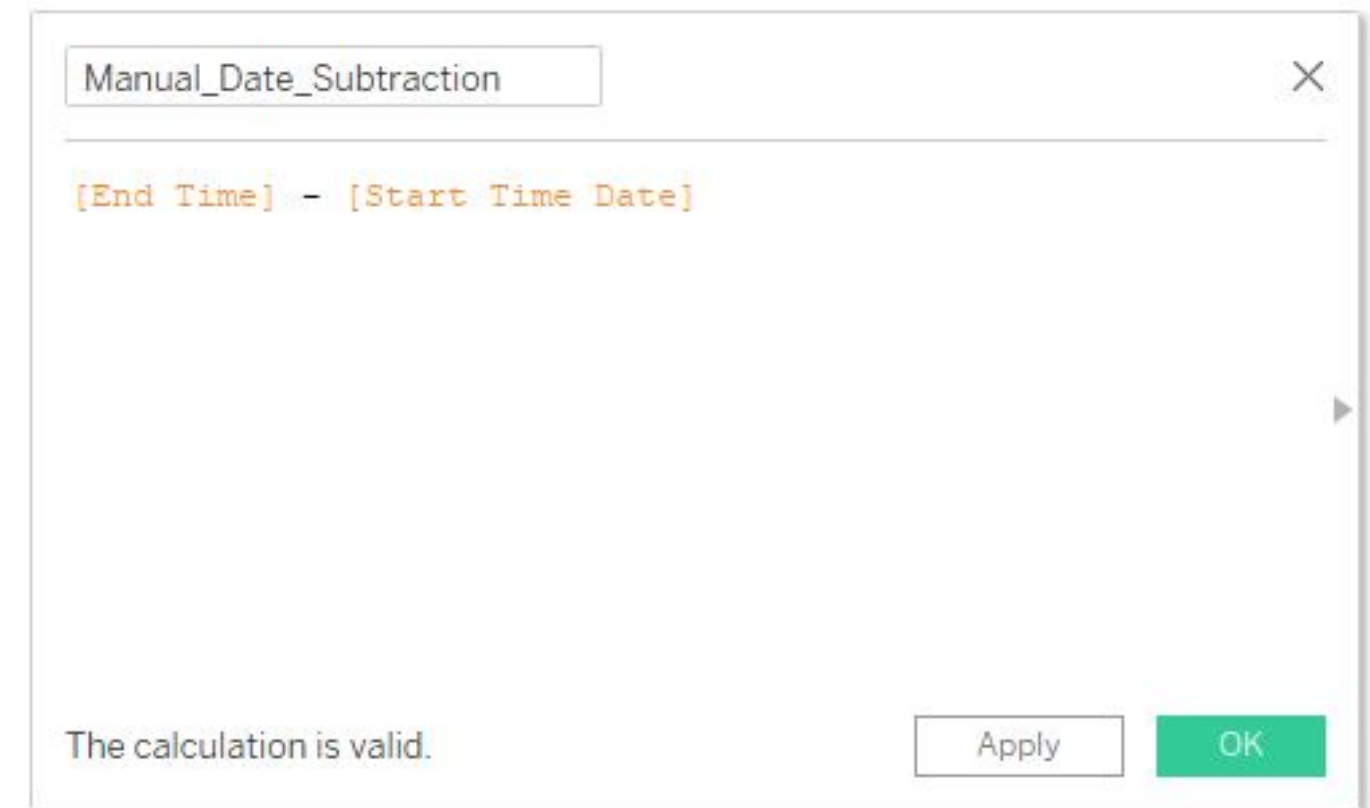 Manual_Date_Subtraction
[End Time] - [Start Time Date]
The calculation is valid.
Apply
OK